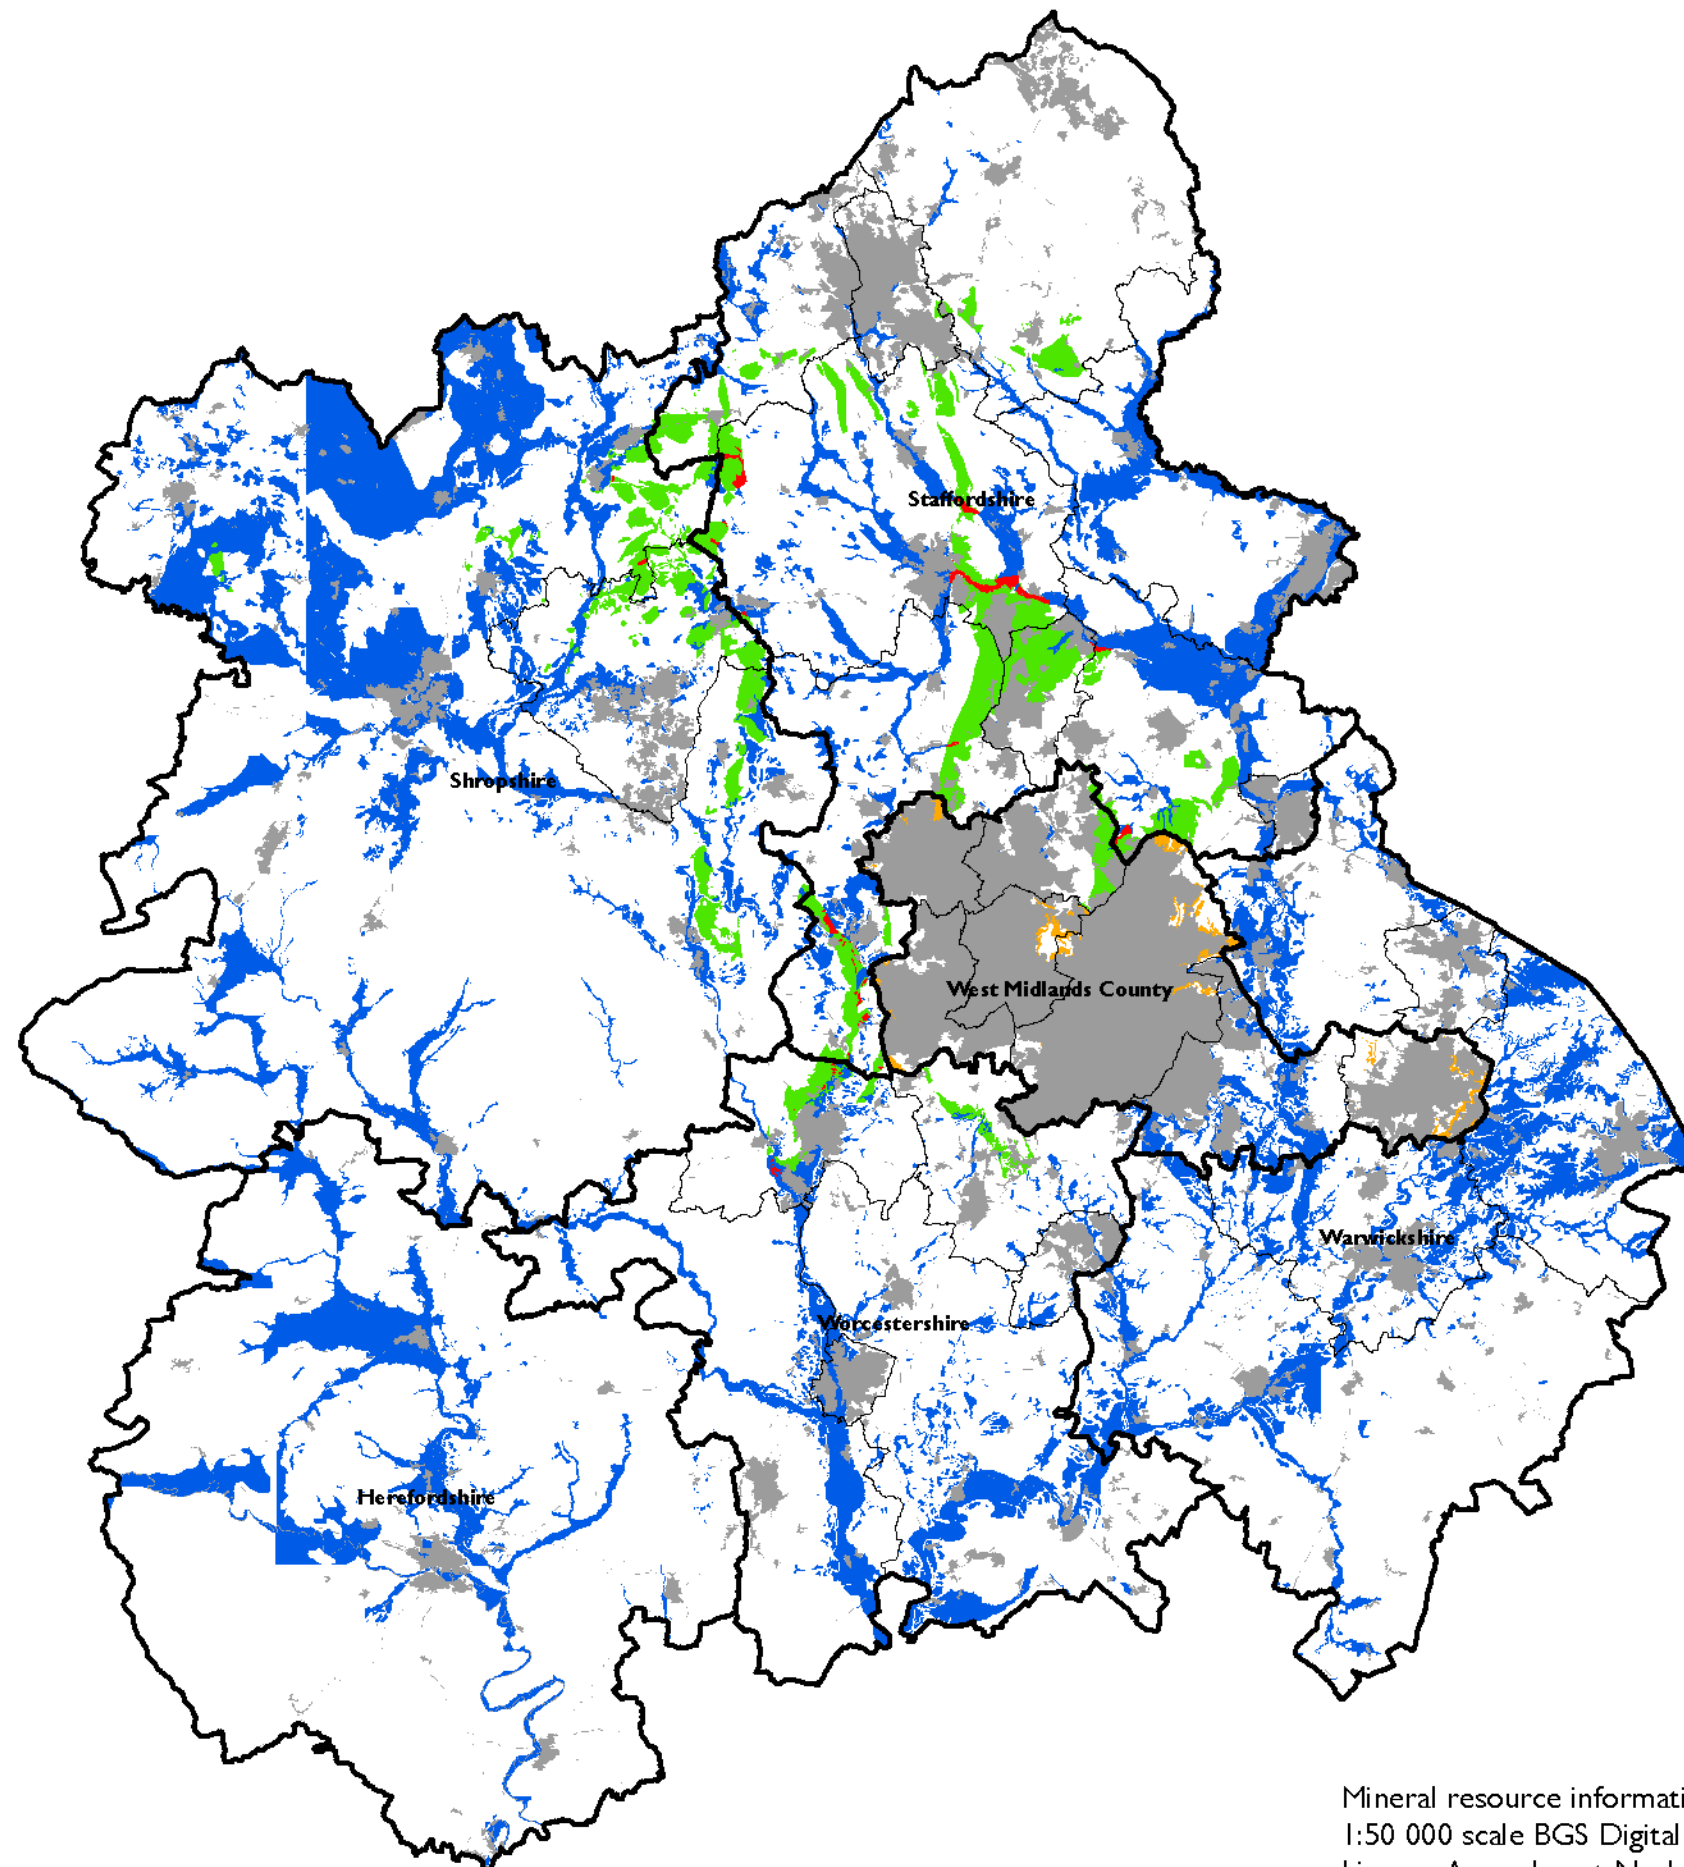 Staffordshire
Shropshire
West Midlands County
Warwickshire
Worcestershire
Herefordshire
Mineral resource informati
1:50 000 scale BGS Digital